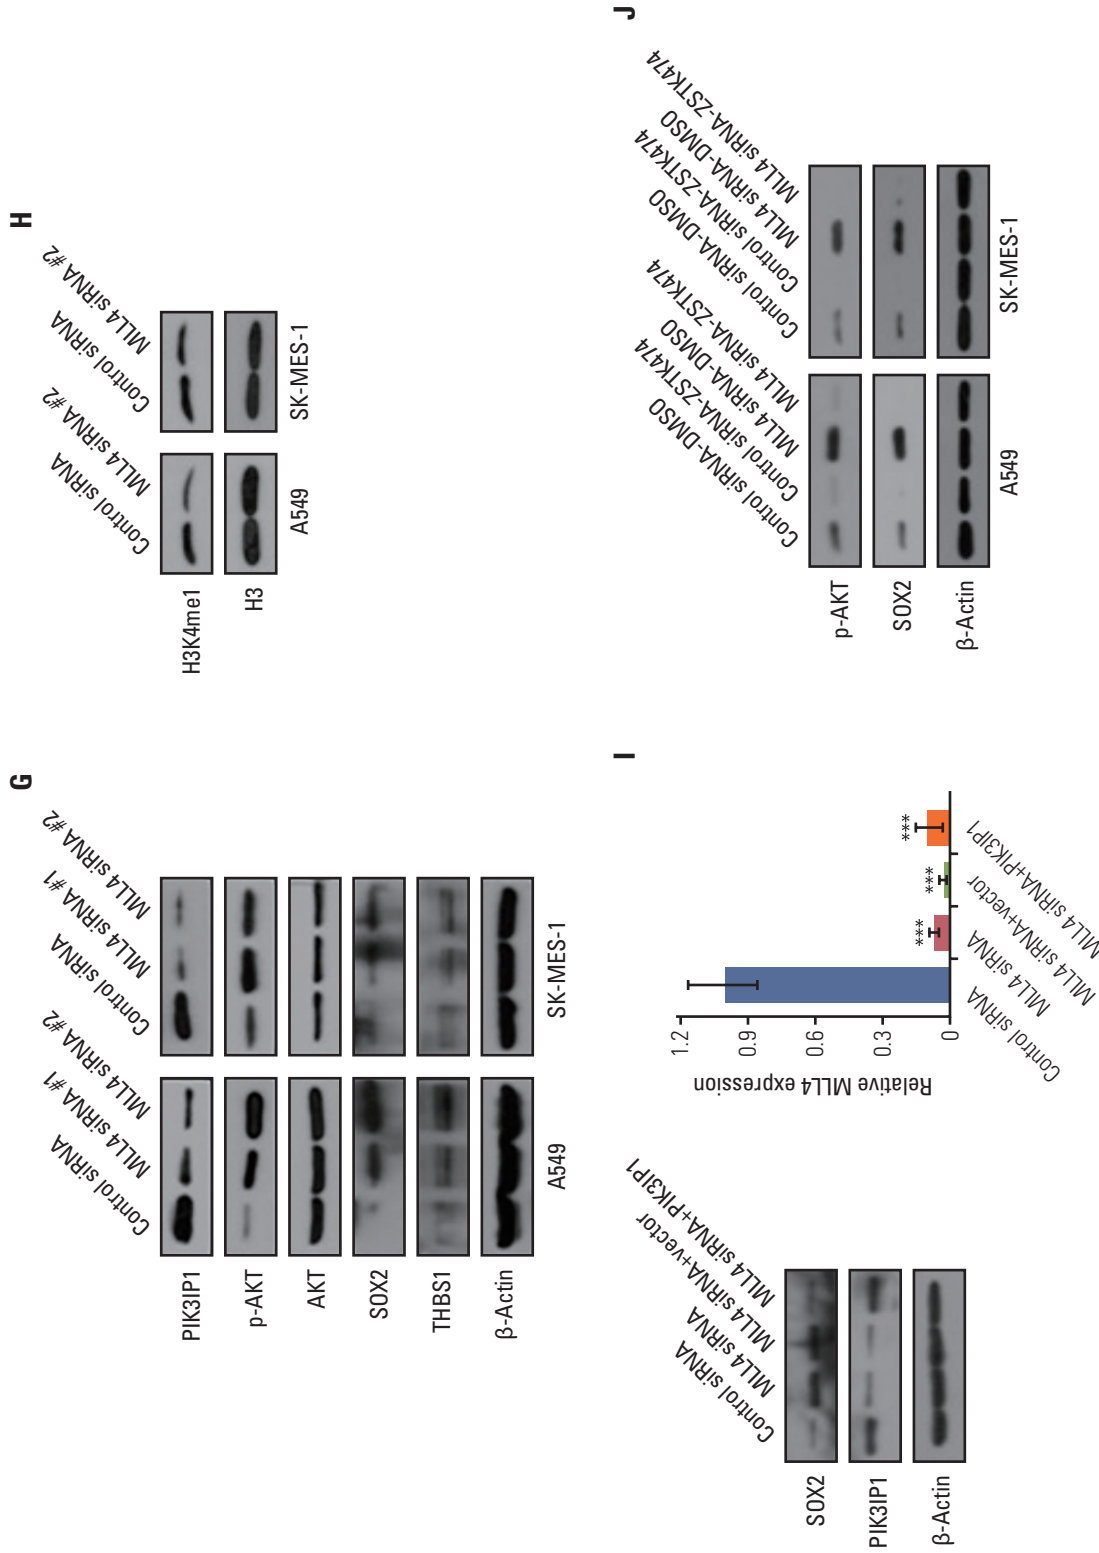 G
Control siRNA
MLL4 siRNA #1
MLL4 siRNA #2
Control siRNA
MLL4 siRNA #1
MLL4 siRNA #2
PIK3IP1
p-AKT
AKT
SOX2
THBS1
β-Actin
A549
SK-MES-1
H
Control siRNA
MLL4 siRNA #2
Control siRNA
MLL4 siRNA #2
H3K4me1
H3
A549
SK-MES-1
I
Control siRNA
MLL4 siRNA
MLL4 siRNA+vector
MLL4 siRNA+PIK3IP1
SOX2
PIK3IP1
β-Actin
Relative MLL4 expression
1.2
0.9
0.6
0.3
0
***
***
***
Control siRNA
MLL4 siRNA
MLL4 siRNA+vector
MLL4 siRNA+PIK3IP1
J
Control siRNA-DMSO
Control siRNA-ZSTK474
MLL4 siRNA-DMSO
MLL4 siRNA-ZSTK474
Control siRNA-DMSO
Control siRNA-ZSTK474
MLL4 siRNA-DMSO
MLL4 siRNA-ZSTK474
p-AKT
SOX2
β-Actin
A549
SK-MES-1